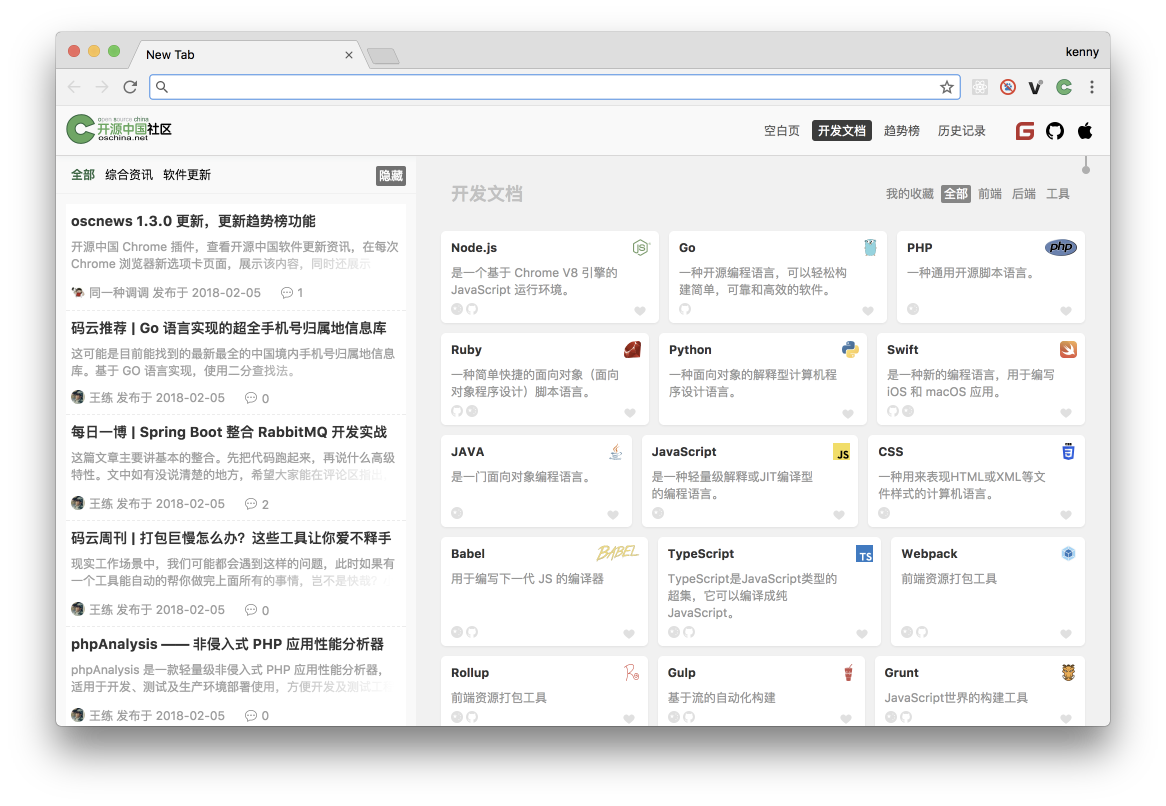 New Tab
kenny
open source china
开源中国社区
oschina.net
空白页 开发文档 趋势榜 历史记录
全部 综合资讯 软件更新 隐藏
oscnews 1.3.0 更新，更新趋势榜功能
开源中国 Chrome 插件，查看开源中国软件更新资讯，在每次
Chrome 浏览器新选项卡页面，展示该内容，同时还展示
同一种调调 发布于 2018-02-05 1
码云推荐 | Go 语言实现的超全手机号归属地信息库
这可能是目前能找到的最新最全的中国境内手机号归属地信息
库。基于 GO 语言实现，使用二分查找法。
王练 发布于 2018-02-05 0
每日一博 | Spring Boot 整合 RabbitMQ 开发实战
这篇文章主要讲基本的整合。先把代码跑起来，再说什么高级
特性。文中如有没说清楚的地方，希望大家能在评论区指出
王练 发布于 2018-02-05 2
码云周刊 | 打包巨慢怎么办？这些工具让你爱不释手
现实工作场景中，我们可能都会遇到这样的问题，此时如果有
一个工具能自动的帮你做完上面所有的事情，岂不是快哉？
王练 发布于 2018-02-05 0
phpAnalysis —— 非侵入式 PHP 应用性能分析器
phpAnalysis 是一款轻量级非侵入式 PHP 应用性能分析器，
适用于开发、测试及生产环境部署使用，方便开发及测试工
王练 发布于 2018-02-05 0
开发文档
我的收藏 全部 前端 后端 工具
Node.js
JS
是一个基于 Chrome V8 引擎的
JavaScript 运行环境。
Go
一种开源编程语言，可以轻松构
建简单，可靠和高效的软件。
PHP
php
一种通用开源脚本语言。
Ruby
一种简单快捷的面向对象（面向
对象程序设计）脚本语言。
Python
一种面向对象的解释型计算机程
序设计语言。
Swift
是一种新的编程语言，用于编写
iOS 和 macOS 应用。
JAVA
是一门面向对象编程语言。
JavaScript
JS
是一种轻量级解释或JIT编译型
的编程语言。
CSS
一种用来表现HTML或XML等文
件样式的计算机语言。
Babel
BABEL
用于编写下一代 JS 的编译器
TypeScript
TS
TypeScript是JavaScript类型的
超集，它可以编译成纯
JavaScript。
Webpack
前端资源打包工具
Rollup
前端资源打包工具
Gulp
基于流的自动化构建
Grunt
JavaScript世界的构建工具